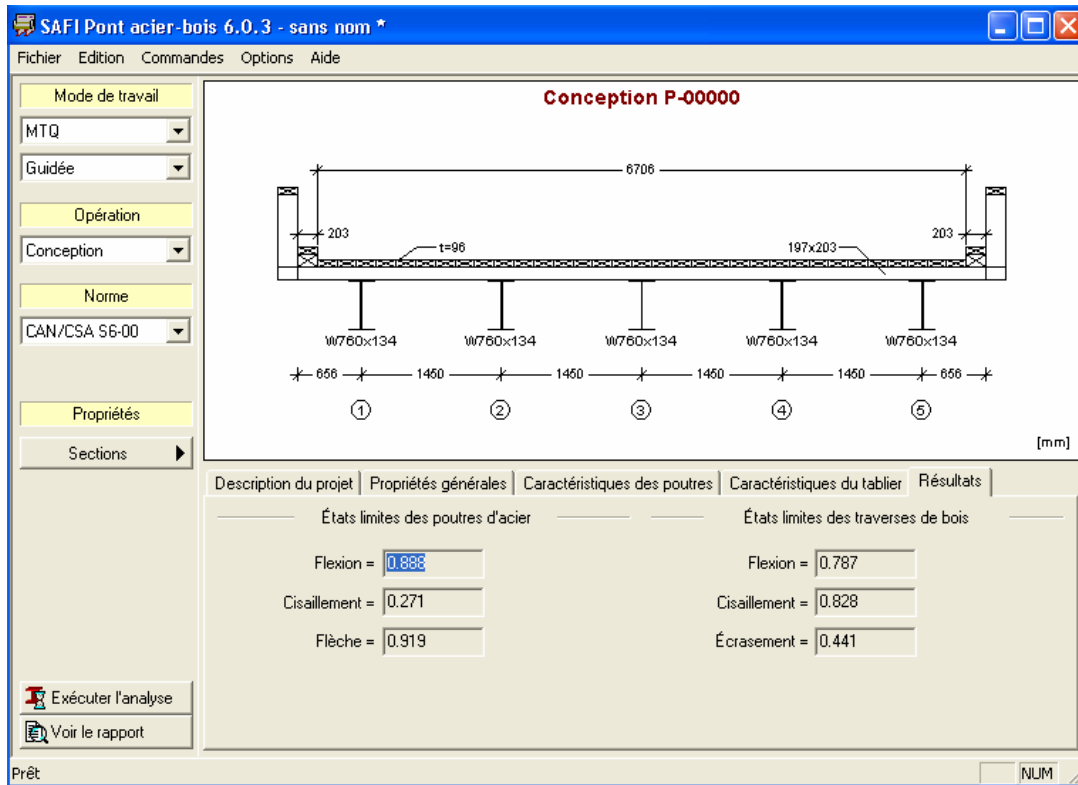 SAFI Pont acier-bois 6.0.3 - sans nom *
Fichier Edition Commandes Options Aide
Mode de travail
MTQ
Guidée
Opération
Conception
Norme
CAN/CSA S6-00
Propriétés
Sections
Exécuter l'analyse
Voir le rapport
Conception P-00000
6706
203 t=96 197x203 203
W760x134 W760x134 W760x134 W760x134 W760x134
656 1450 1450 1450 1450 656
1 2 3 4 5
[mm]
Description du projet Propriétés générales Caractéristiques des poutres Caractéristiques du tablier Résultats
États limites des poutres d'acier
Flexion = 0.888
Cisaillement = 0.271
Flèche = 0.919
États limites des traverses de bois
Flexion = 0.787
Cisaillement = 0.828
Écrasement = 0.441
Prêt NUM